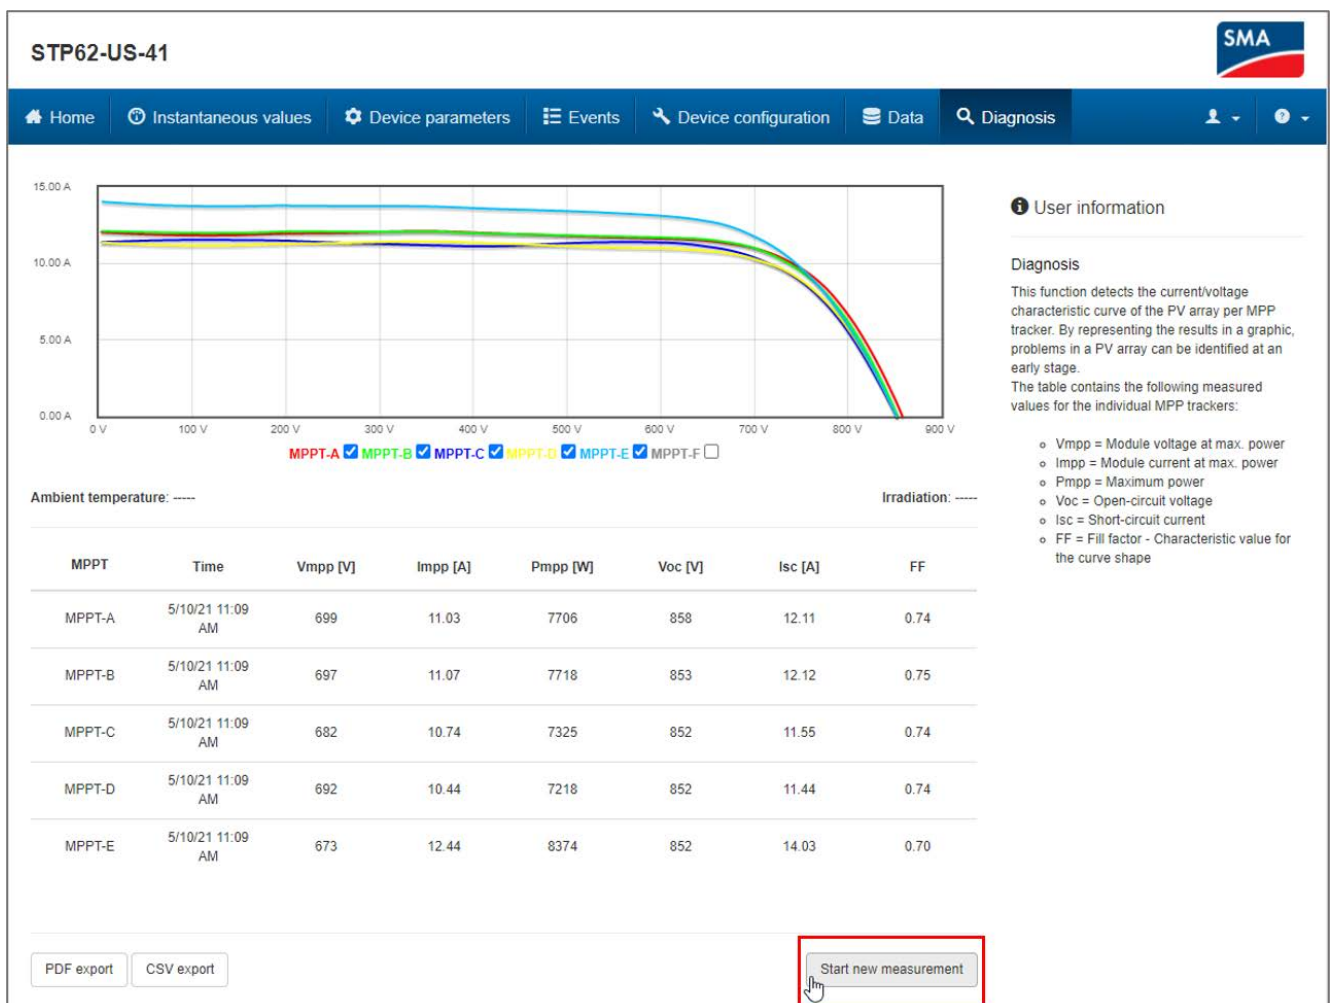 STP62-US-41
SMA
Home Instantaneous values Device parameters Events Device configuration Data Diagnosis
15.00 A
10.00 A
5.00 A
0.00 A
0 V 100 V 200 V 300 V 400 V 500 V 600 V 700 V 800 V 900 V
MPPT-A MPPT-B MPPT-C MPPT-D MPPT-E MPPT-F
Ambient temperature: ----- Irradiation: -----
MPPT Time Vmpp [V] Impp [A] Pmpp [W] Voc [V] Isc [A] FF
MPPT-A 5/10/21 11:09 AM 699 11.03 7706 858 12.11 0.74
MPPT-B 5/10/21 11:09 AM 697 11.07 7718 853 12.12 0.75
MPPT-C 5/10/21 11:09 AM 682 10.74 7325 852 11.55 0.74
MPPT-D 5/10/21 11:09 AM 692 10.44 7218 852 11.44 0.74
MPPT-E 5/10/21 11:09 AM 673 12.44 8374 852 14.03 0.70
PDF export CSV export Start new measurement
User information
Diagnosis
This function detects the current/voltage
characteristic curve of the PV array per MPP
tracker. By representing the results in a graphic,
problems in a PV array can be identified at an
early stage.
The table contains the following measured
values for the individual MPP trackers:
Vmpp = Module voltage at max. power
Impp = Module current at max. power
Pmpp = Maximum power
Voc = Open-circuit voltage
Isc = Short-circuit current
FF = Fill factor - Characteristic value for
the curve shape